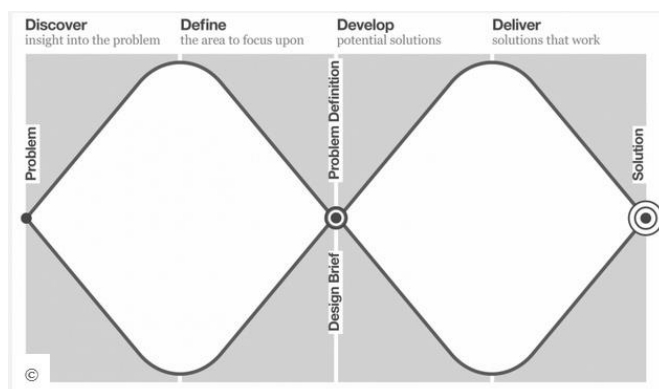 Discover
insight into the problem
Define
the area to focus upon
Develop
potential solutions
Deliver
solutions that work
Problem
Problem Definition
Design Brief
Solution
©